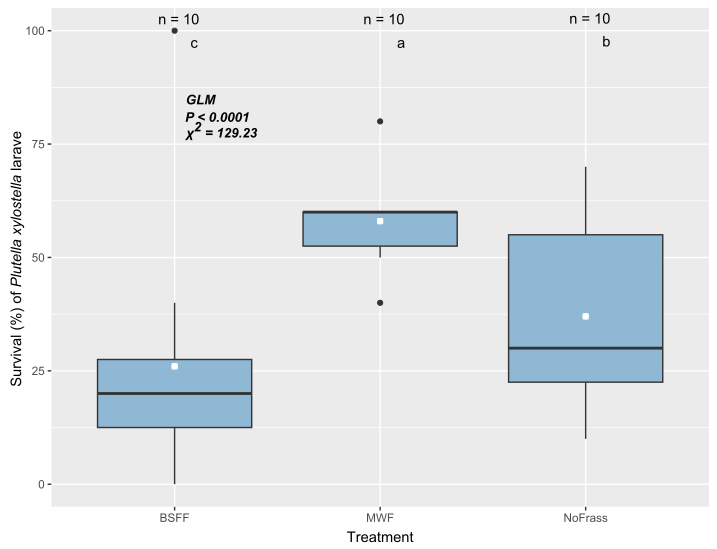 n = 10
n = 10
n = 10
c
a
b
GLM
P < 0.0001
χ2 = 129.23
Survival (%) of Plutella xylostella larave
100
75
50
25
0
BSFF
MWF
NoFrass
Treatment